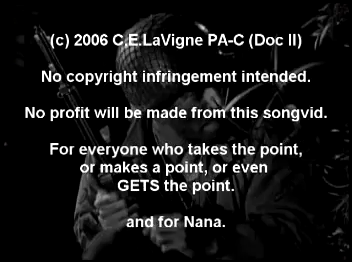 (c) 2006 C.E.LaVigne PA-C (Doc II)
No copyright infringement intended.
No profit will be made from this songvid.
For everyone who takes the point,
or makes a point, or even
GETS the point.
and for Nana.